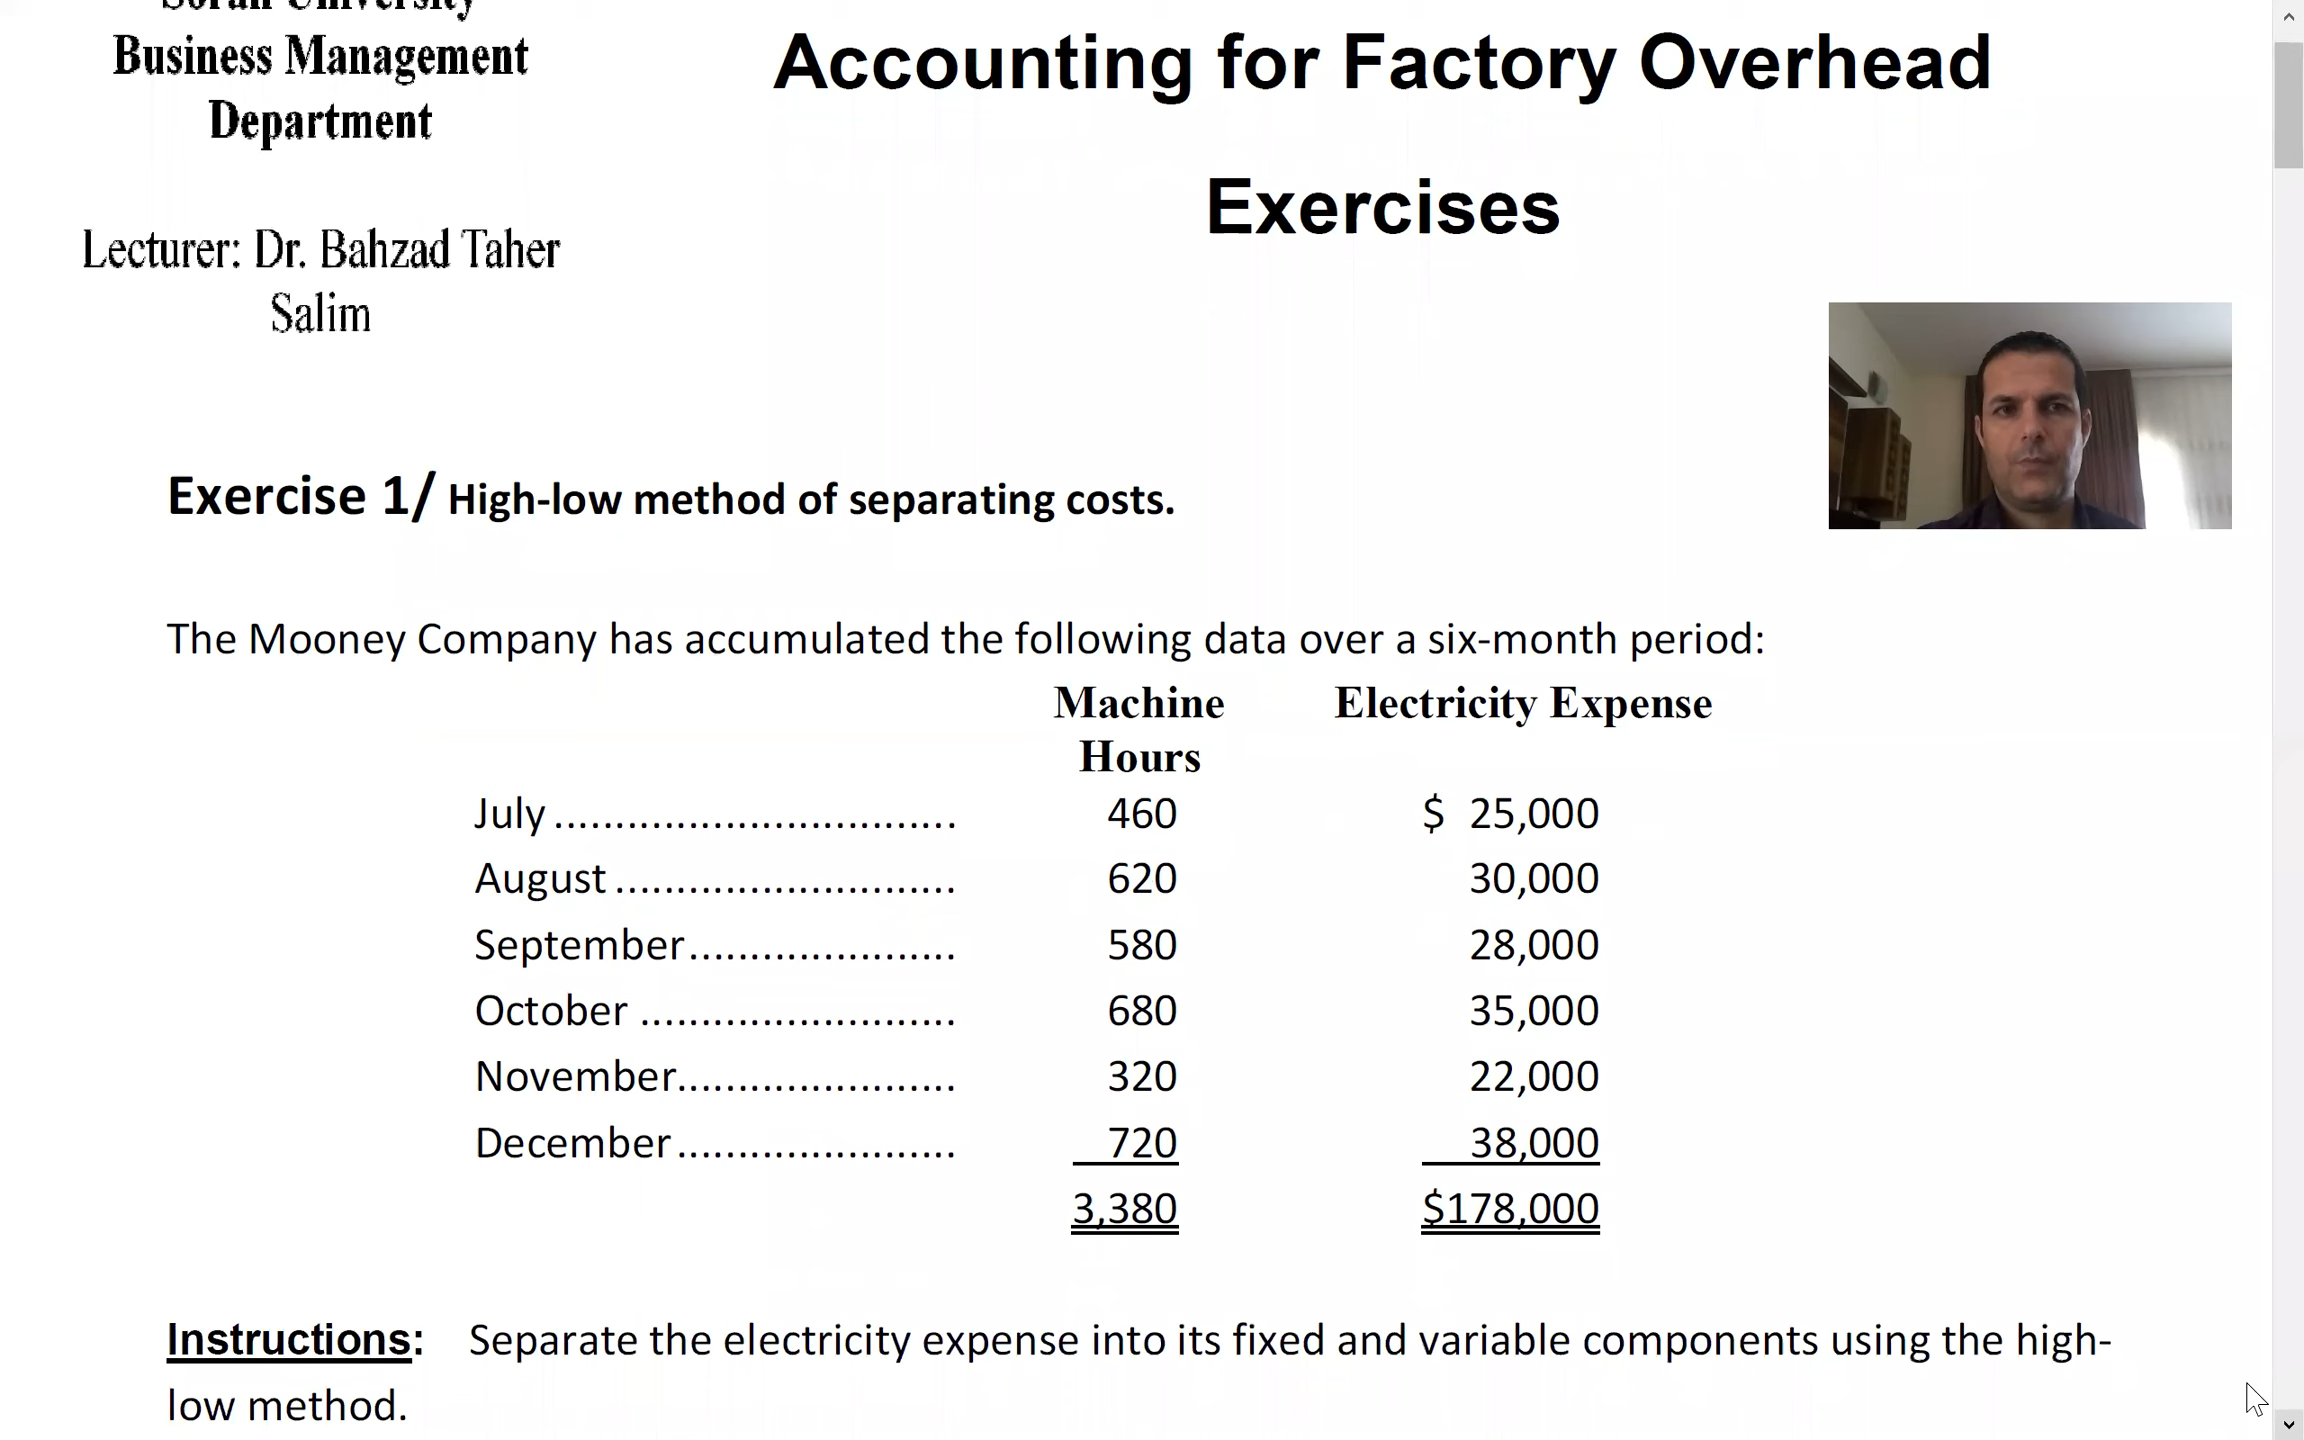 Soran University
Business Management
Department
Lecturer: Dr. Bahzad Taher
Salim
Accounting for Factory Overhead
Exercises
Exercise 1/ High-low method of separating costs.
The Mooney Company has accumulated the following data over a six-month period:
Machine Hours Electricity Expense
July ................................. 460 $ 25,000
August ............................ 620 30,000
September...................... 580 28,000
October .......................... 680 35,000
November....................... 320 22,000
December....................... 720 38,000
3,380 $178,000
Instructions: Separate the electricity expense into its fixed and variable components using the high-
low method.